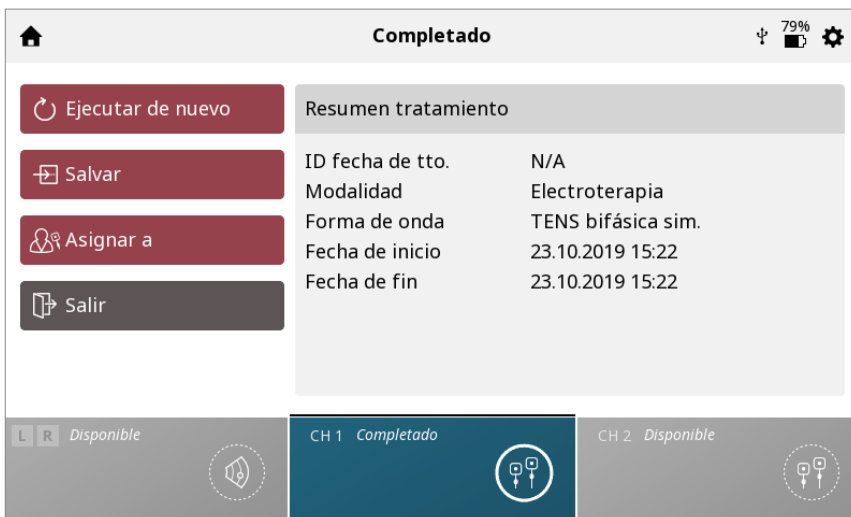 Completado
79%
Ejecutar de nuevo
Salvar
Asignar a
Salir
Resumen tratamiento
ID fecha de tto. N/A
Modalidad Electroterapia
Forma de onda TENS bifásica sim.
Fecha de inicio 23.10.2019 15:22
Fecha de fin 23.10.2019 15:22
L R Disponible
CH 1 Completado
CH 2 Disponible